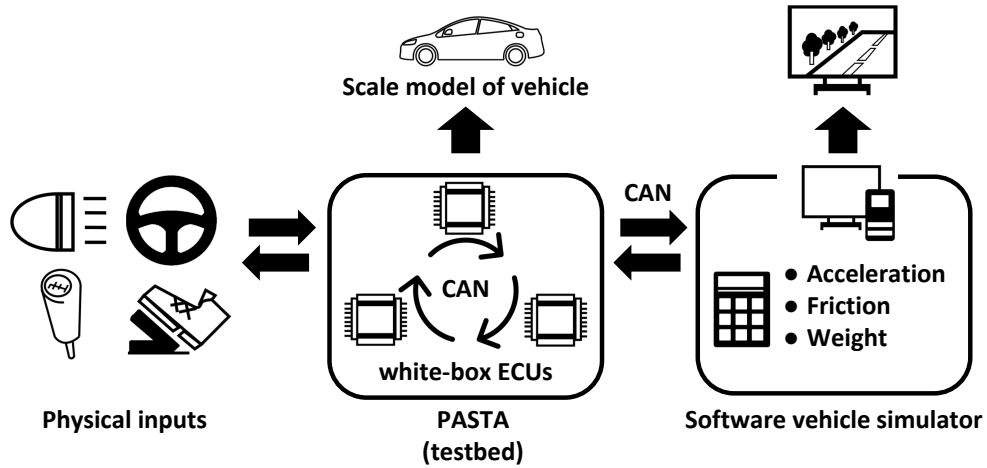 Scale model of vehicle
CAN
CAN
● Acceleration
● Friction
● Weight
white-box ECUs
Physical inputs
PASTA
(testbed)
Software vehicle simulator